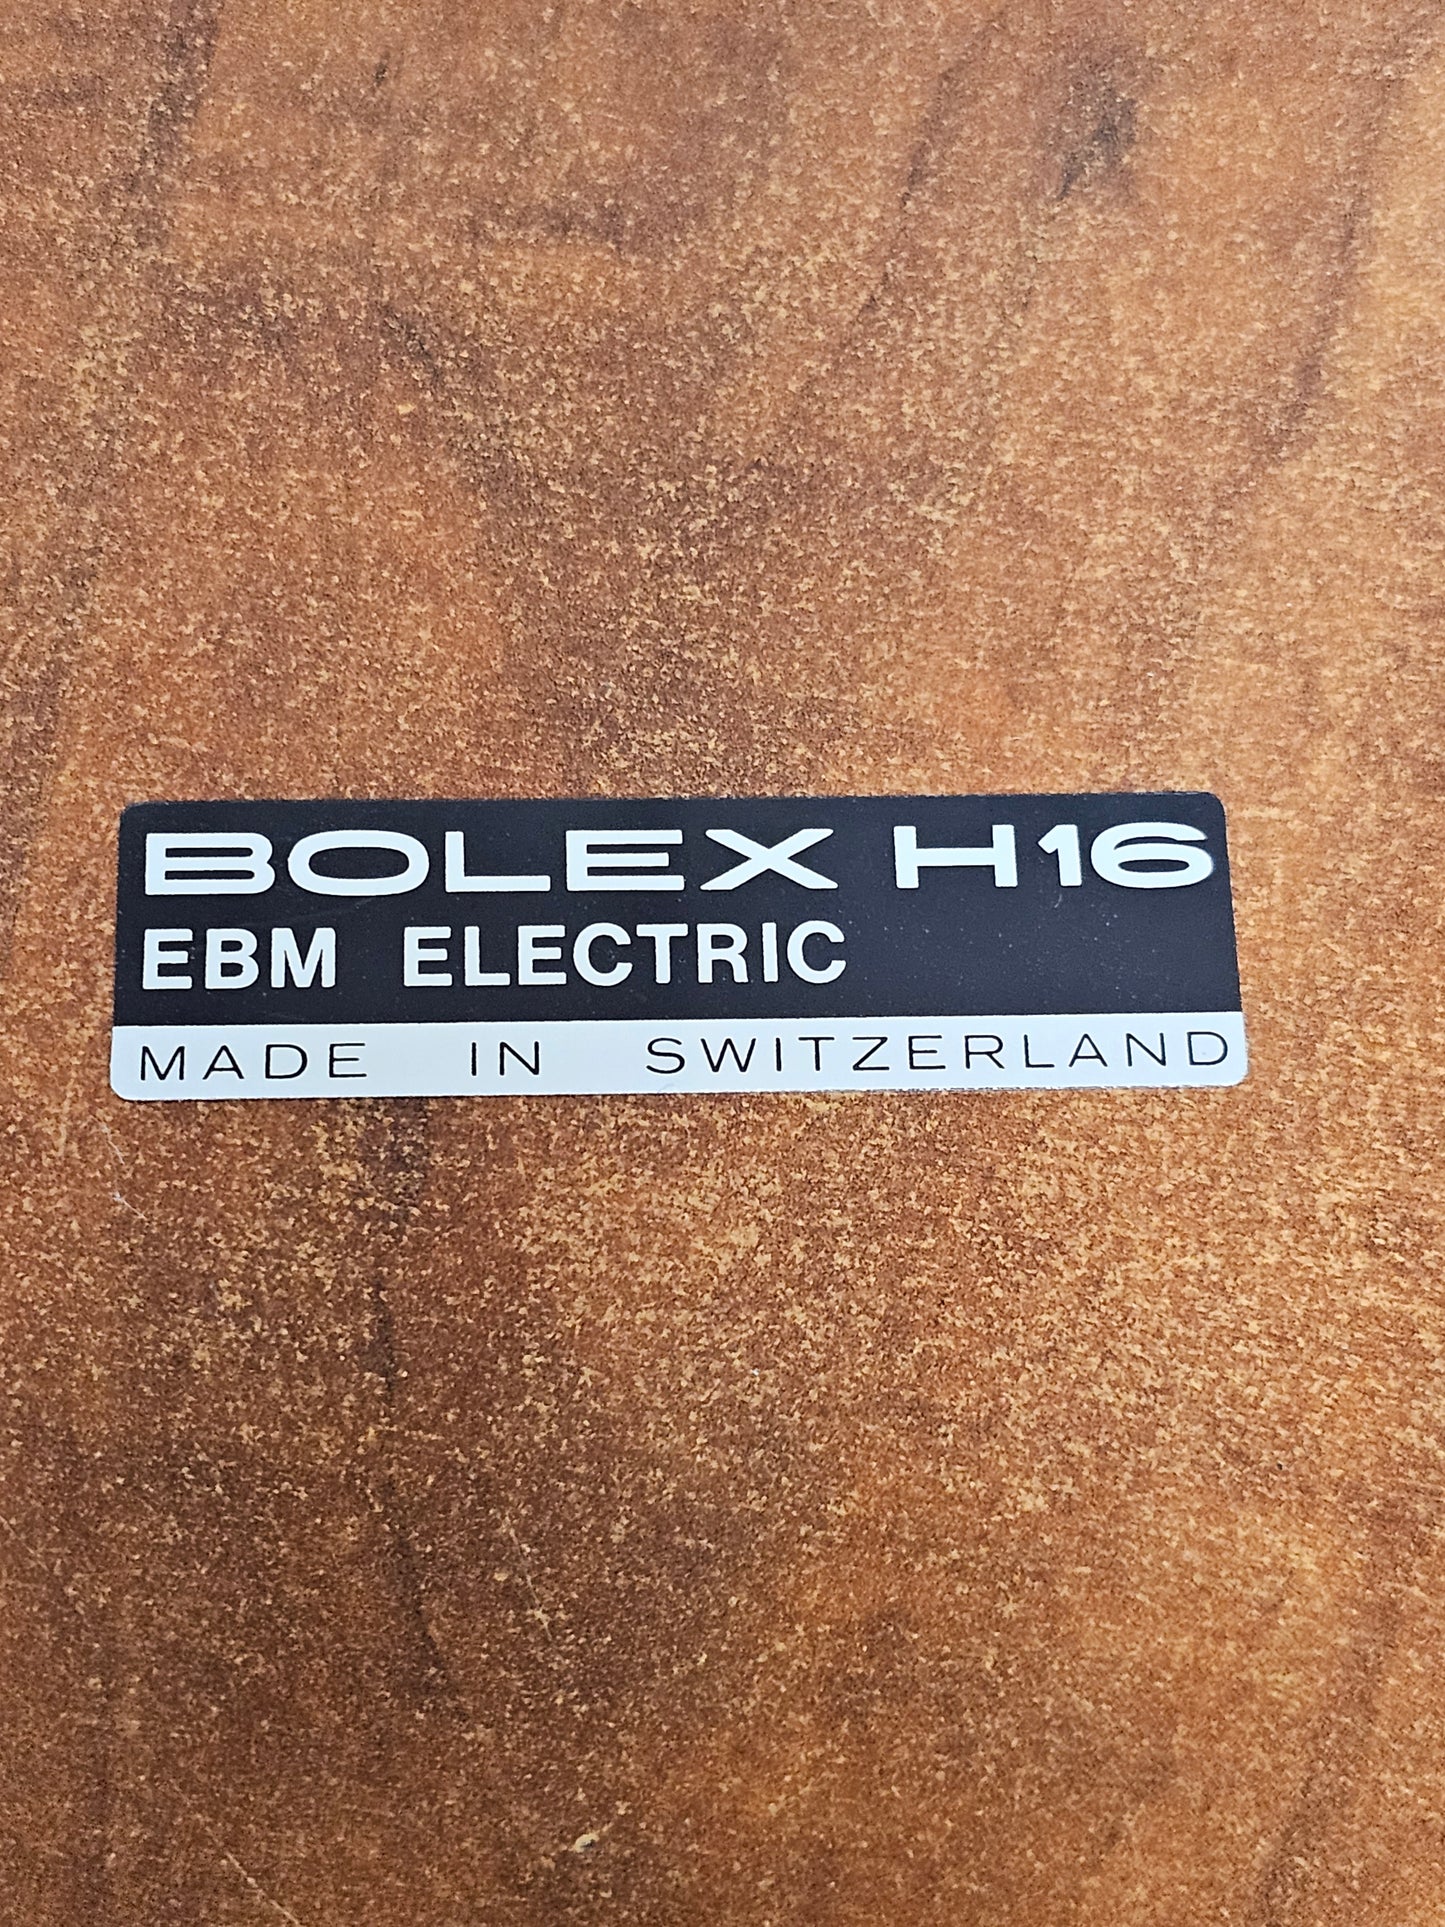 BOLEX H16
EBM ELECTRIC
MADE IN SWITZERLAND